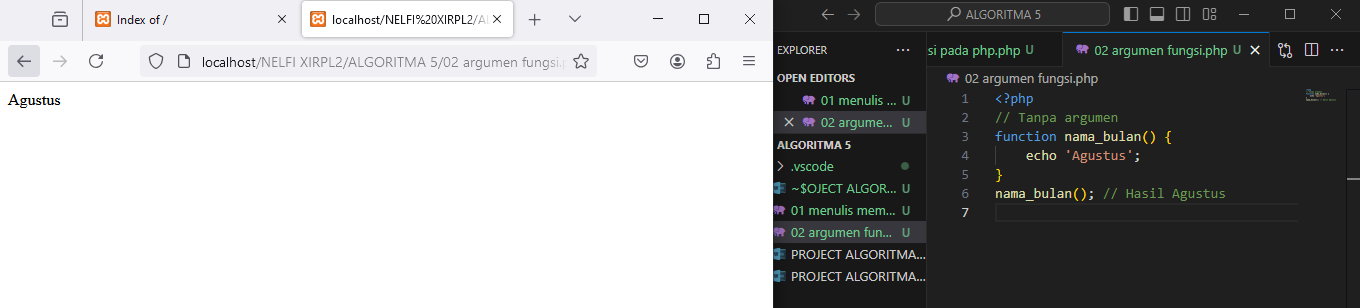 Index of /
localhost/NELFI%20XIRPL2/AL
localhost/NELFI XIRPL2/ALGORITMA 5/02 argumen fungsi.p
Agustus
ALGORITMA 5
EXPLORER
OPEN EDITORS
01 menulis ... U
02 argume... U
ALGORITMA 5
.vscode
~$OJECT ALGOR... U
01 menulis mem... U
02 argumen fun... U
PROJECT ALGORITMA...
PROJECT ALGORITMA...
si pada php.php U
02 argumen fungsi.php U
02 argumen fungsi.php
1 <?php
2 // Tanpa argumen
3 function nama_bulan() {
4 echo 'Agustus';
5 }
6 nama_bulan(); // Hasil Agustus
7